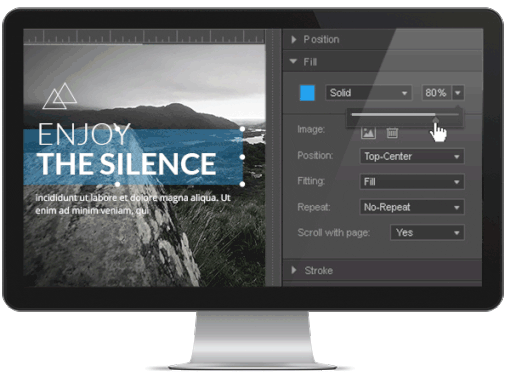 Position
Fill
Solid
80%
Image:
Position:
Top-Center
Fitting:
Fill
Repeat:
No-Repeat
Scroll with page:
Yes
Stroke
ENJOY
THE SILENCE
incididunt ut labore et dolore magna aliqua. Ut
enim ad minim veniam, qui